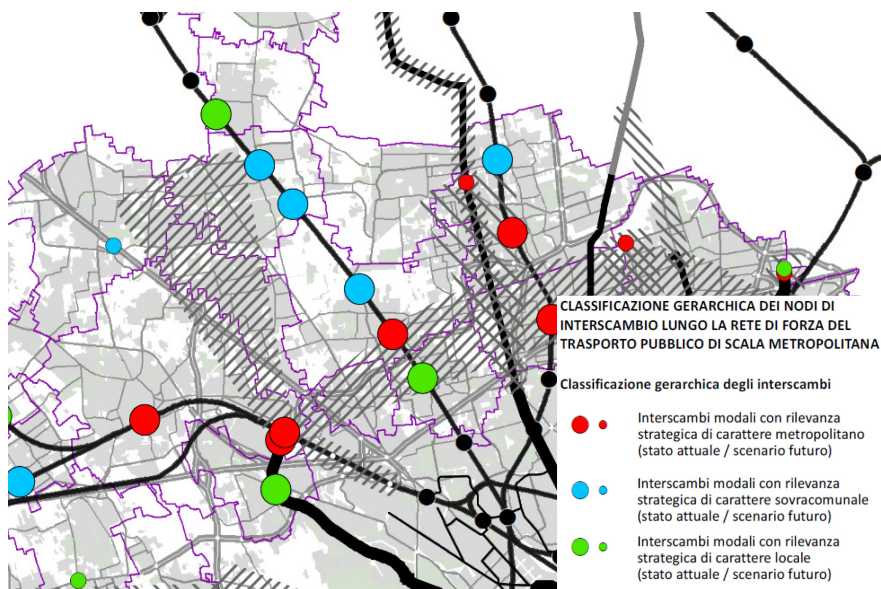 CLASSIFICAZIONE GERARCHICA DEI NODI DI
INTERSCAMBIO LUNGO LA RETE DI FORZA DEL
TRASPORTO PUBBLICO DI SCALA METROPOLITANA
Classificazione gerarchica degli interscambi
Interscambi modali con rilevanza
strategica di carattere metropolitano
(stato attuale / scenario futuro)
Interscambi modali con rilevanza
strategica di carattere sovracomunale
(stato attuale / scenario futuro)
Interscambi modali con rilevanza
strategica di carattere locale
(stato attuale / scenario futuro)